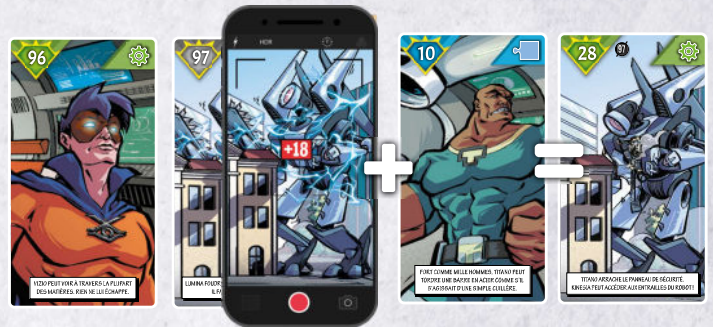 96
VIZIO PEUT VOIR À TRAVERS LA PLUPART
DES MATIÈRES. RIEN NE LUI ÉCHAPPE.
97
LUMINA
IL
HDR
+18
+
10
FORT COMME MILLE HOMMES, TITANO PEUT
TORDRE UNE BARRE EN ACIER COMME S'IL
S'AGISSAIT D'UNE SIMPLE CUILLÈRE.
=
28
97
TITANO ARRACHE LE PANNEAU DE SÉCURITÉ.
KINESIA PEUT ACCÉDER AUX ENTRAILLES DU ROBOT!